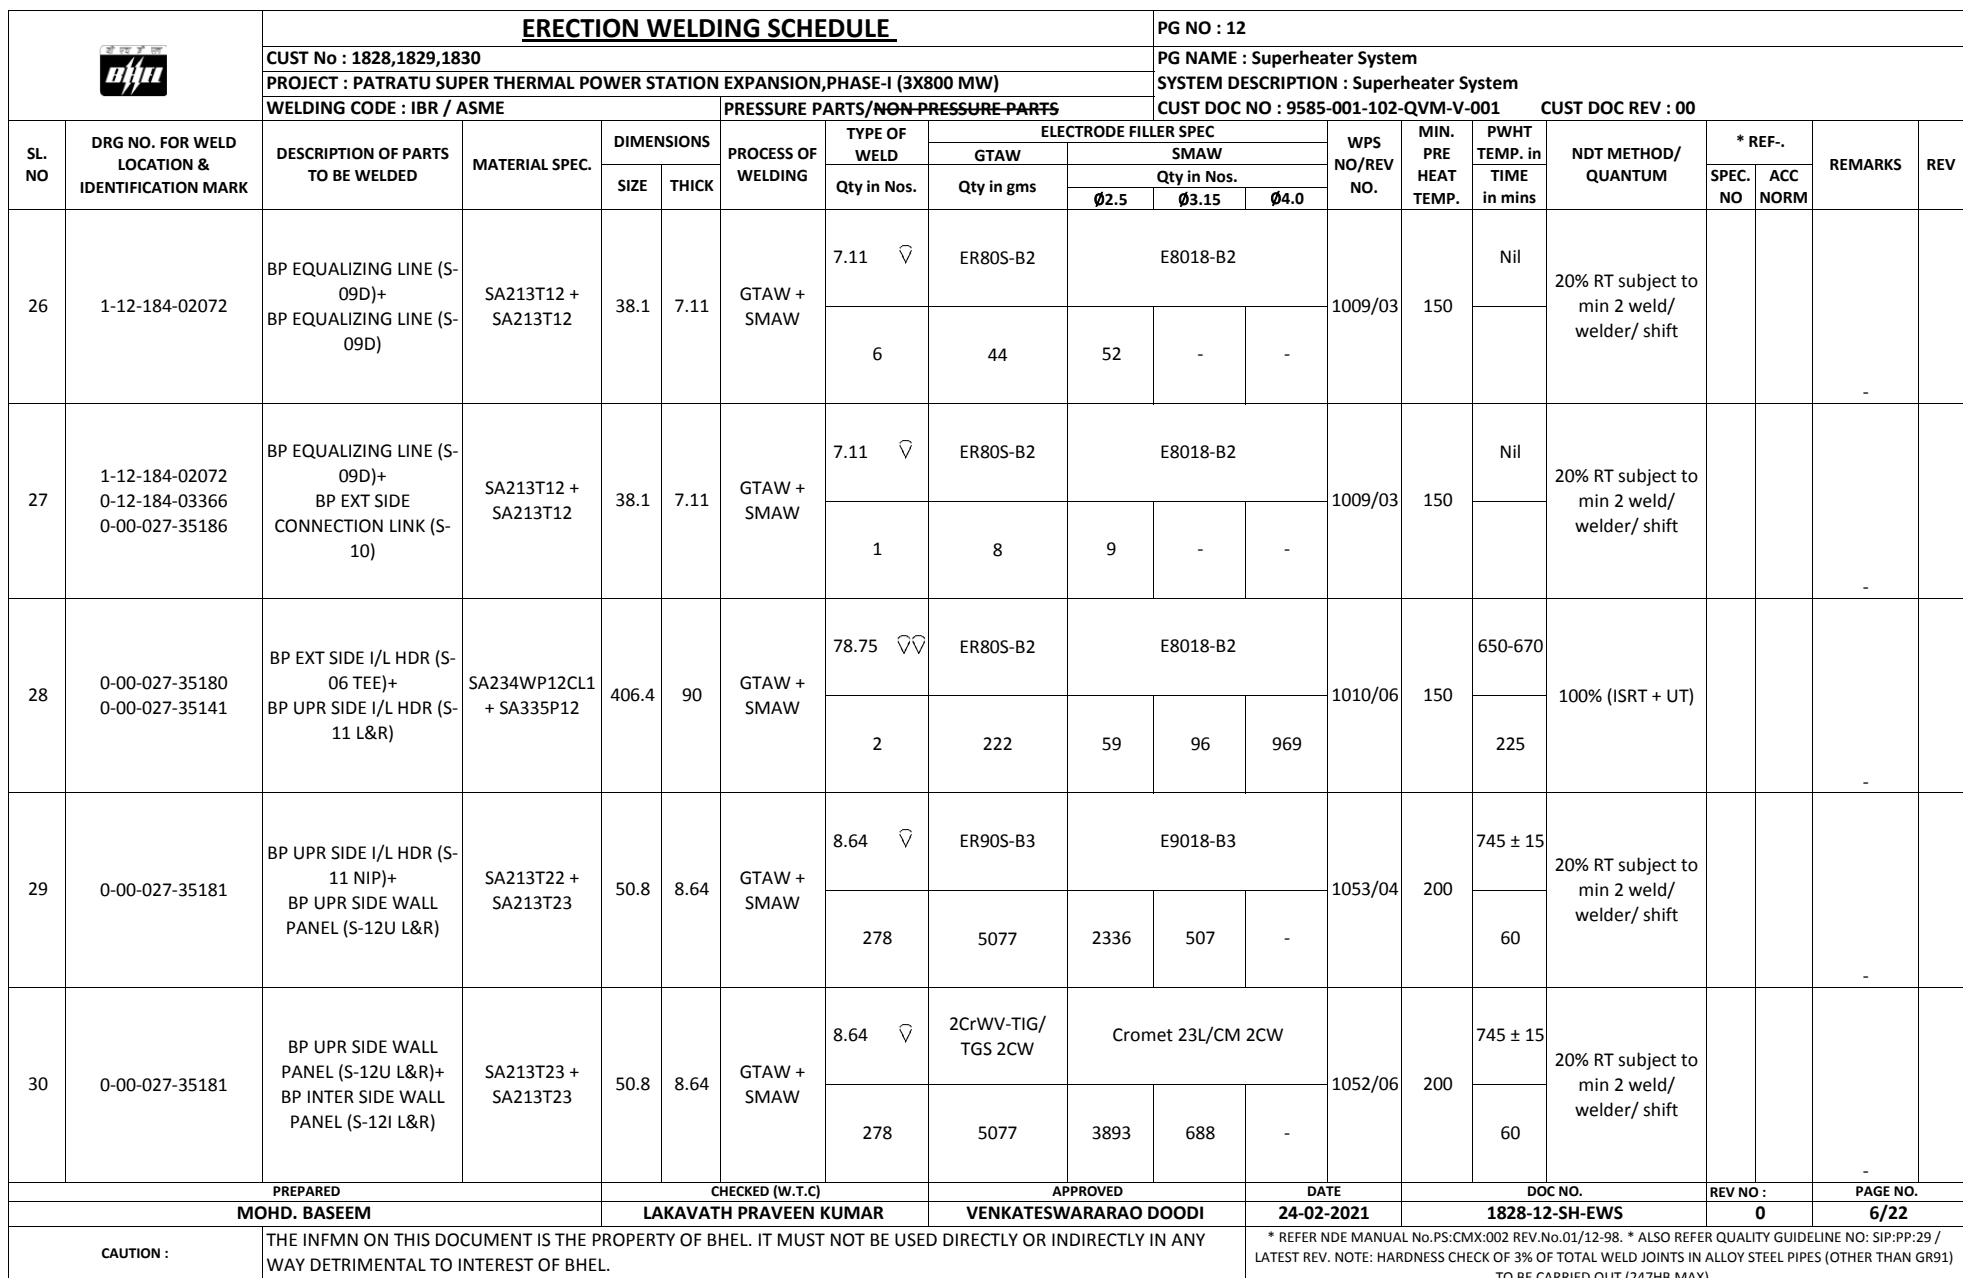 ERECTION WELDING SCHEDULE
PG NO : 12
BHEL
CUST No : 1828,1829,1830
PG NAME : Superheater System
PROJECT : PATRATU SUPER THERMAL POWER STATION EXPANSION,PHASE-I (3X800 MW)
SYSTEM DESCRIPTION : Superheater System
WELDING CODE : IBR / ASME
PRESSURE PARTS/NON PRESSURE PARTS
CUST DOC NO : 9585-001-102-QVM-V-001 CUST DOC REV : 00
SL. NO
DRG NO. FOR WELD
LOCATION &
IDENTIFICATION MARK
DESCRIPTION OF PARTS
TO BE WELDED
MATERIAL SPEC.
DIMENSIONS
SIZE THICK
PROCESS OF
WELDING
TYPE OF
WELD
Qty in Nos.
ELECTRODE FILLER SPEC
GTAW
Qty in gms
SMAW
Qty in Nos.
Ø2.5 Ø3.15 Ø4.0
WPS
NO/REV
NO.
MIN.
PRE
HEAT
TEMP.
PWHT
TEMP. in
TIME
in mins
NDT METHOD/
QUANTUM
* REF-.
SPEC.
NO
ACC
NORM
REMARKS
REV
26
1-12-184-02072
BP EQUALIZING LINE (S-
09D)+
BP EQUALIZING LINE (S-
09D)
SA213T12 +
SA213T12
38.1 7.11
GTAW +
SMAW
7.11
6
ER80S-B2
44
E8018-B2
52 - -
1009/03
150
Nil
20% RT subject to
min 2 weld/
welder/ shift
-
27
1-12-184-02072
0-12-184-03366
0-00-027-35186
BP EQUALIZING LINE (S-
09D)+
BP EXT SIDE
CONNECTION LINK (S-
10)
SA213T12 +
SA213T12
38.1 7.11
GTAW +
SMAW
7.11
1
ER80S-B2
8
E8018-B2
9 - -
1009/03
150
Nil
20% RT subject to
min 2 weld/
welder/ shift
-
28
0-00-027-35180
0-00-027-35141
BP EXT SIDE I/L HDR (S-
06 TEE)+
BP UPR SIDE I/L HDR (S-
11 L&R)
SA234WP12CL1
+ SA335P12
406.4 90
GTAW +
SMAW
78.75
2
ER80S-B2
222
E8018-B2
59 96 969
1010/06
150
650-670
225
100% (ISRT + UT)
-
29
0-00-027-35181
BP UPR SIDE I/L HDR (S-
11 NIP)+
BP UPR SIDE WALL
PANEL (S-12U L&R)
SA213T22 +
SA213T23
50.8 8.64
GTAW +
SMAW
8.64
278
ER90S-B3
5077
E9018-B3
2336 507 -
1053/04
200
745 ± 15
60
20% RT subject to
min 2 weld/
welder/ shift
-
30
0-00-027-35181
BP UPR SIDE WALL
PANEL (S-12U L&R)+
BP INTER SIDE WALL
PANEL (S-12I L&R)
SA213T23 +
SA213T23
50.8 8.64
GTAW +
SMAW
8.64
278
2CrWV-TIG/
TGS 2CW
5077
Cromet 23L/CM 2CW
3893 688 -
1052/06
200
745 ± 15
60
20% RT subject to
min 2 weld/
welder/ shift
-
PREPARED CHECKED (W.T.C) APPROVED DATE DOC NO. REV NO : PAGE NO.
MOHD. BASEEM LAKAVATH PRAVEEN KUMAR VENKATESWARARAO DOODI 24-02-2021 1828-12-SH-EWS 0 6/22
CAUTION :
THE INFMN ON THIS DOCUMENT IS THE PROPERTY OF BHEL. IT MUST NOT BE USED DIRECTLY OR INDIRECTLY IN ANY
WAY DETRIMENTAL TO INTEREST OF BHEL.
* REFER NDE MANUAL No.PS:CMX:002 REV.No.01/12-98. * ALSO REFER QUALITY GUIDELINE NO: SIP:PP:29 /
LATEST REV. NOTE: HARDNESS CHECK OF 3% OF TOTAL WELD JOINTS IN ALLOY STEEL PIPES (OTHER THAN GR91)
TO BE CARRIED OUT (247HB MAX)